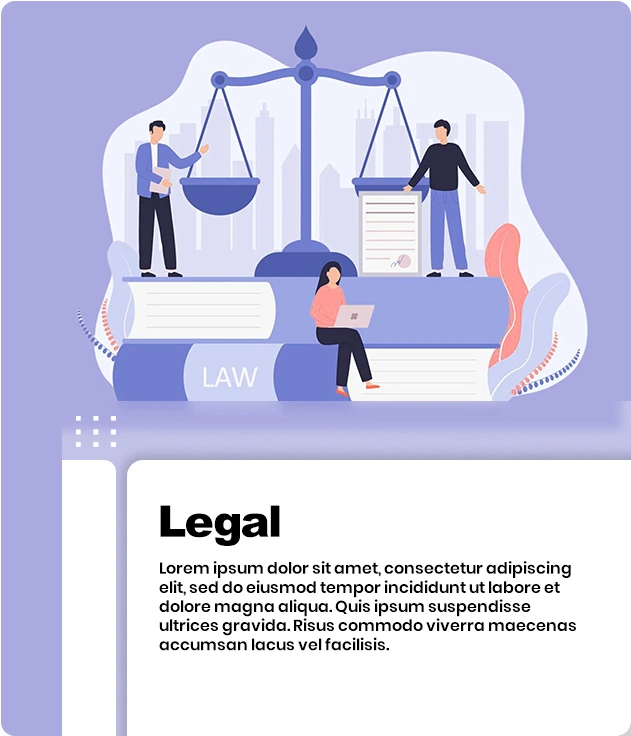 LAW
Legal
Lorem ipsum dolor sit amet, consectetur adipiscing
elit, sed do eiusmod tempor incididunt ut labore et
dolore magna aliqua. Quis ipsum suspendisse
ultrices gravida. Risus commodo viverra maecenas
accumsan lacus vel facilisis.